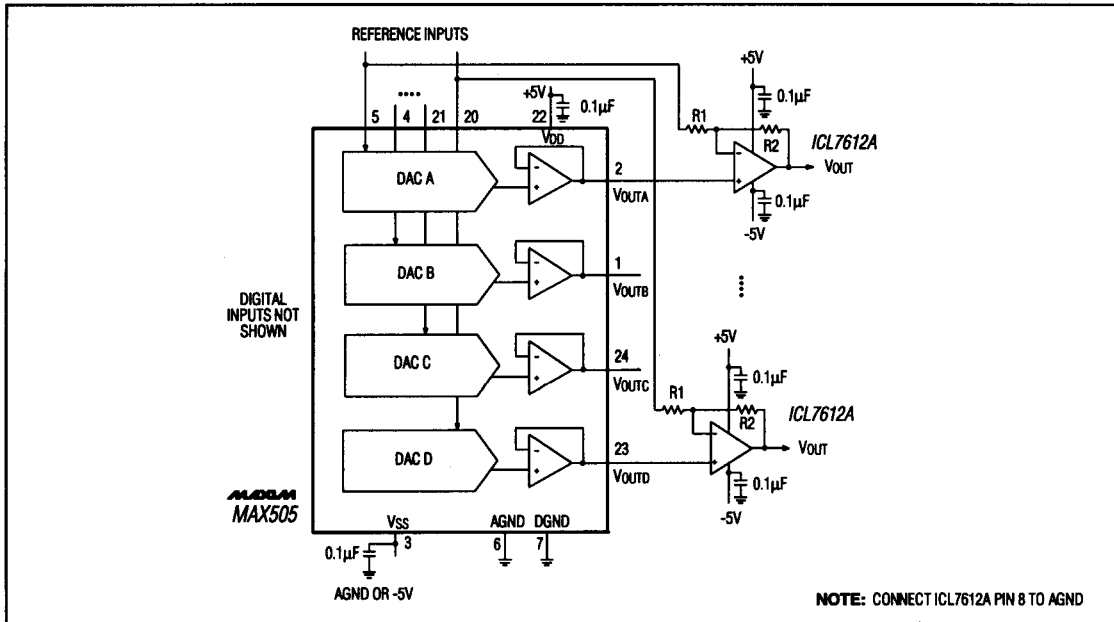 REFERENCE INPUTS
+5V
+5V
0.1µF
5 4 21 20 22
0.1µF
R1
R2
ICL7612A
VDD
DAC A
2
VOUTA
VOUT
0.1µF
-5V
DAC B
1
VOUTB
DIGITAL
INPUTS NOT
SHOWN
+5V
DAC C
24
VOUTC
0.1µF
R1
R2
ICL7612A
DAC D
23
VOUTD
VOUT
0.1µF
-5V
MAXIM
MAX505
VSS
AGND DGND
3
6 7
0.1µF
AGND OR -5V
NOTE: CONNECT ICL7612A PIN 8 TO AGND